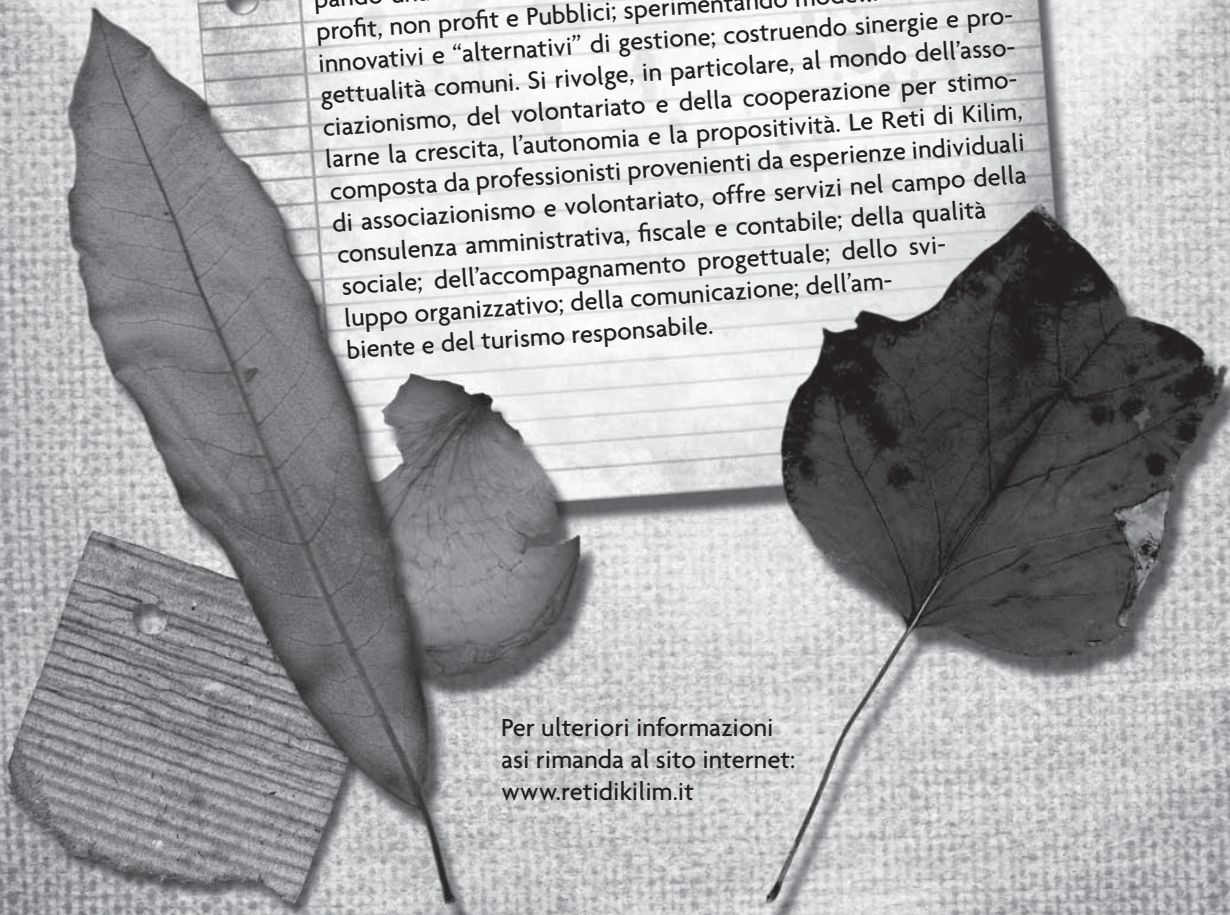 profit, non profit e Pubblici; sperimentando
innovativi e “alternativi” di gestione; costruendo sinergie e pro-
gettualità comuni. Si rivolge, in particolare, al mondo dell’asso-
ciazionismo, del volontariato e della cooperazione per stimo-
larne la crescita, l’autonomia e la propositività. Le Reti di Kilim,
composta da professionisti provenienti da esperienze individuali
di associazionismo e volontariato, offre servizi nel campo della
consulenza amministrativa, fiscale e contabile; della qualità
sociale; dell’accompagnamento progettuale; dello svi-
luppo organizzativo; della comunicazione; dell’am-
biente e del turismo responsabile.
Per ulteriori informazioni
asi rimanda al sito internet:
www.retidikilim.it